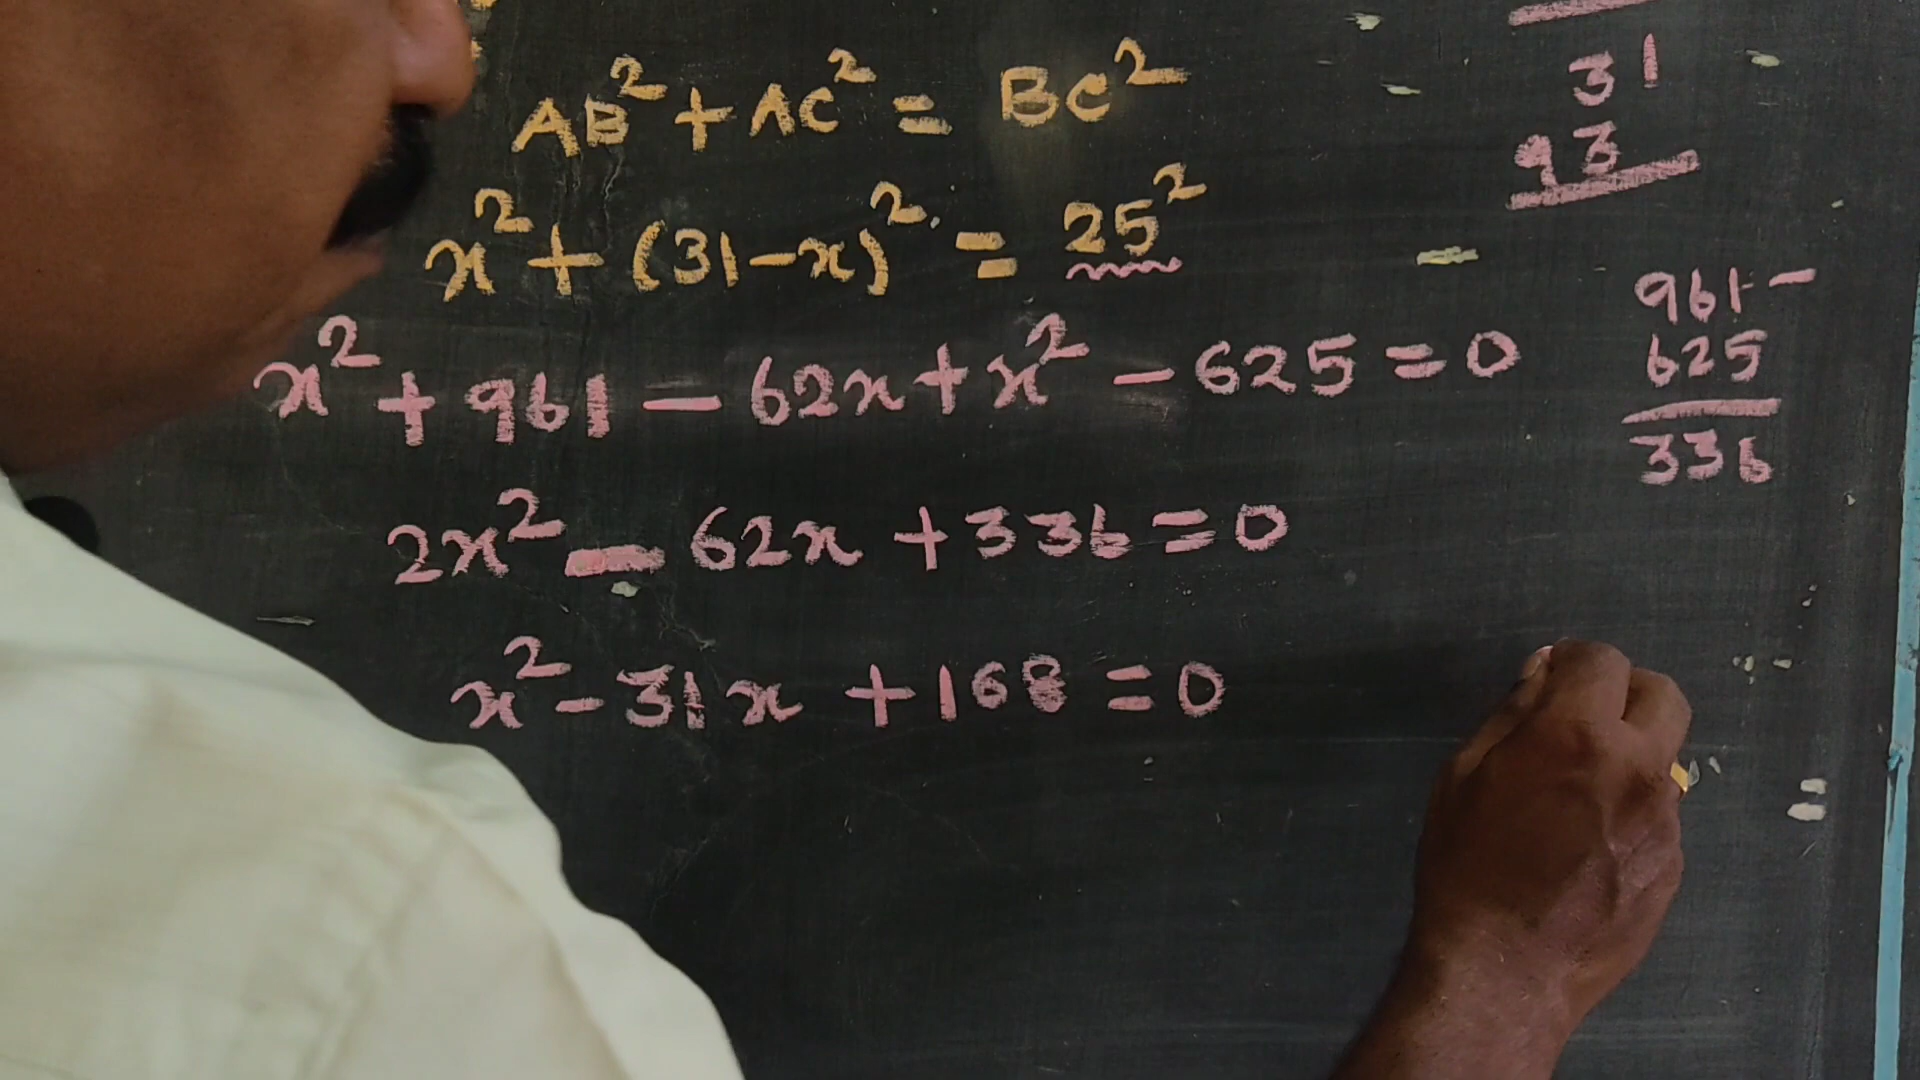 AB² + AC² = BC²
x² + (31-x)² = 25²
x² + 961 - 62x + x² - 625 = 0
2x² - 62x + 336 = 0
x² - 31x + 168 = 0
31
93
961 -
625
336